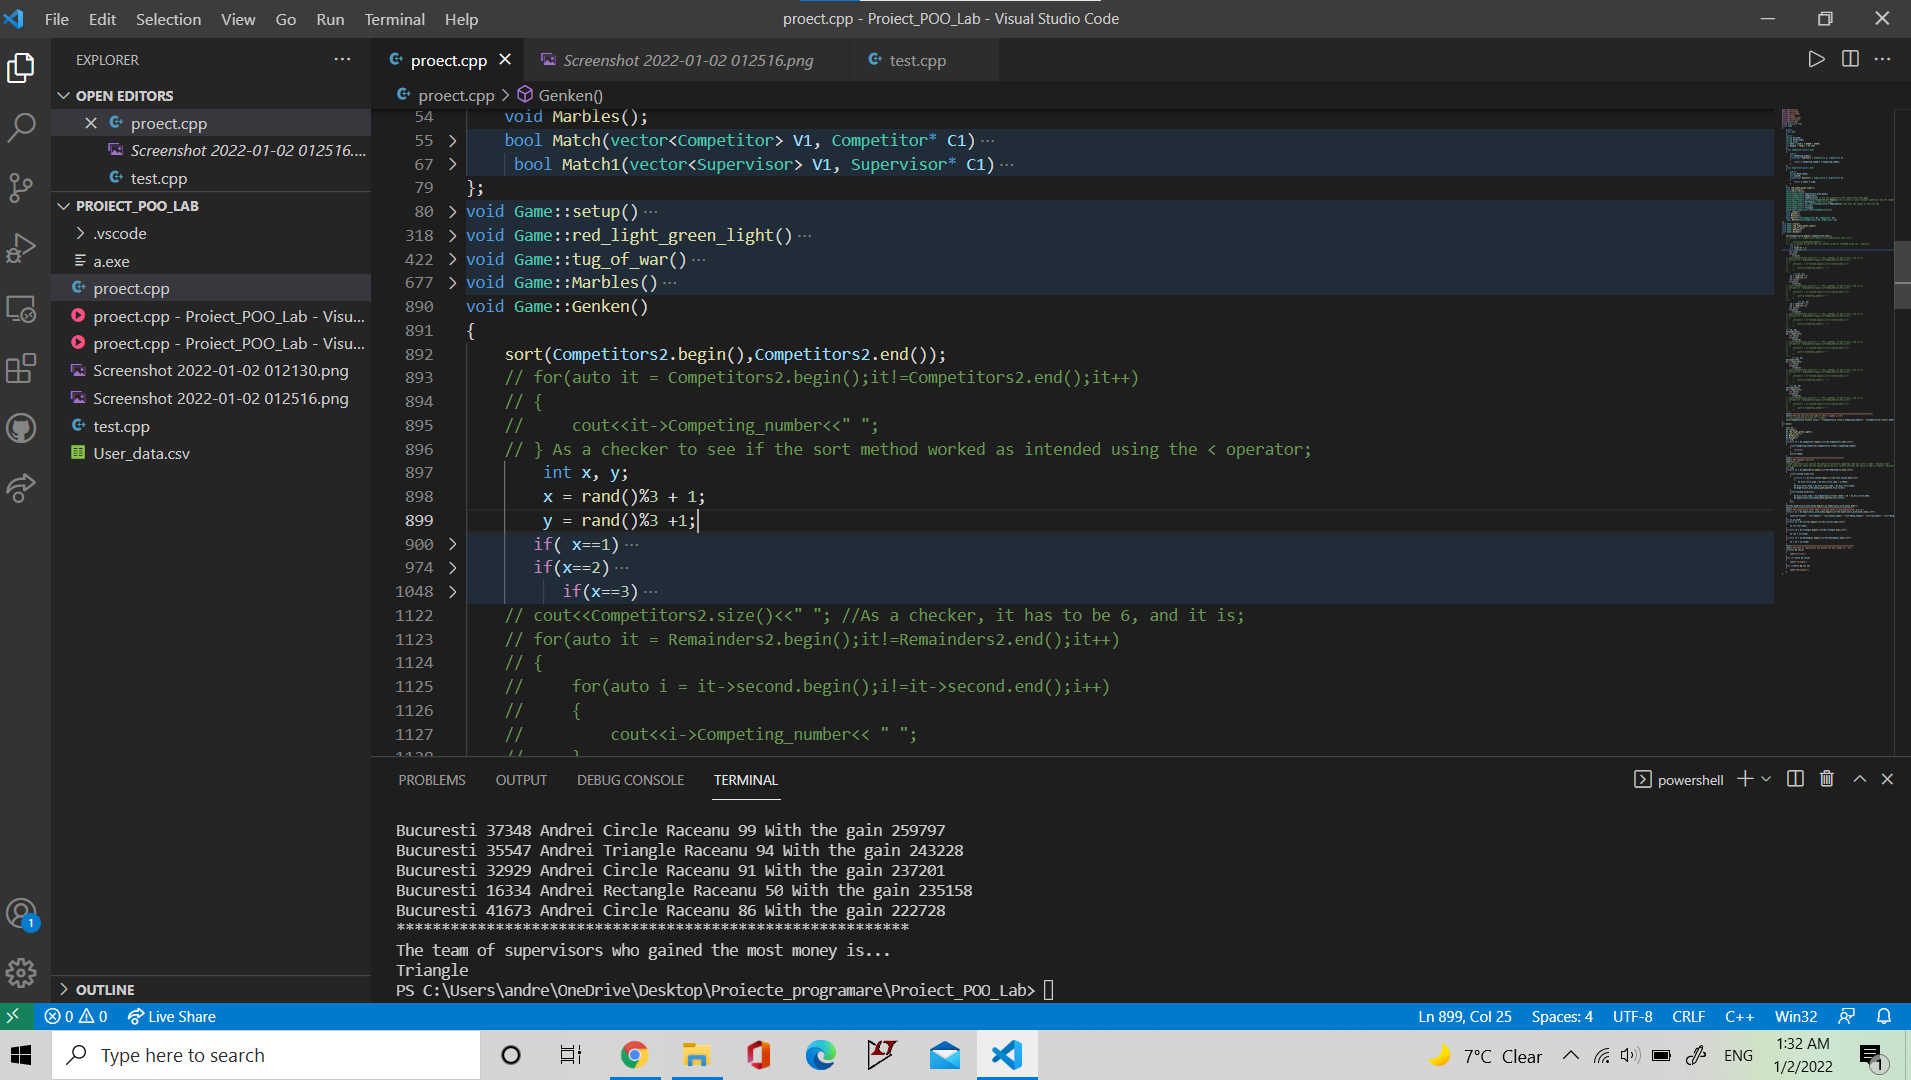 File Edit Selection View Go Run Terminal Help
proect.cpp - Proiect_POO_Lab - Visual Studio Code
EXPLORER
OPEN EDITORS
proect.cpp
Screenshot 2022-01-02 012516....
test.cpp
PROIECT_POO_LAB
.vscode
a.exe
proect.cpp
proect.cpp - Proiect_POO_Lab - Visu...
proect.cpp - Proiect_POO_Lab - Visu...
Screenshot 2022-01-02 012130.png
Screenshot 2022-01-02 012516.png
test.cpp
User_data.csv
OUTLINE
proect.cpp Screenshot 2022-01-02 012516.png test.cpp
proect.cpp > Genken()
54 void Marbles();
55 bool Match(vector<Competitor> V1, Competitor* C1)···
67 bool Match1(vector<Supervisor> V1, Supervisor* C1)···
79 };
80 void Game::setup()···
318 void Game::red_light_green_light()···
422 void Game::tug_of_war()···
677 void Game::Marbles()···
890 void Game::Genken()
891 {
892 sort(Competitors2.begin(),Competitors2.end());
893 // for(auto it = Competitors2.begin();it!=Competitors2.end();it++)
894 // {
895 // cout<<it->Competing_number<<" ";
896 // } As a checker to see if the sort method worked as intended using the < operator;
897 int x, y;
898 x = rand()%3 + 1;
899 y = rand()%3 +1;
900 if( x==1)···
974 if(x==2)···
1048 if(x==3)···
1122 // cout<<Competitors2.size()<<" "; //As a checker, it has to be 6, and it is;
1123 // for(auto it = Remainders2.begin();it!=Remainders2.end();it++)
1124 // {
1125 // for(auto i = it->second.begin();i!=it->second.end();i++)
1126 // {
1127 // cout<<i->Competing_number<< " ";
1128 // }
PROBLEMS OUTPUT DEBUG CONSOLE TERMINAL
powershell
Bucuresti 37348 Andrei Circle Raceanu 99 With the gain 259797
Bucuresti 35547 Andrei Triangle Raceanu 94 With the gain 243228
Bucuresti 32929 Andrei Circle Raceanu 91 With the gain 237201
Bucuresti 16334 Andrei Rectangle Raceanu 50 With the gain 235158
Bucuresti 41673 Andrei Circle Raceanu 86 With the gain 222728
*********************************************************
The team of supervisors who gained the most money is...
Triangle
PS C:\Users\andre\OneDrive\Desktop\Proiecte_programare\Proiect_POO_Lab>
1
0 0 Live Share
Ln 899, Col 25 Spaces: 4 UTF-8 CRLF C++ Win32
Type here to search
7°C Clear
ENG
1:32 AM
1/2/2022
1